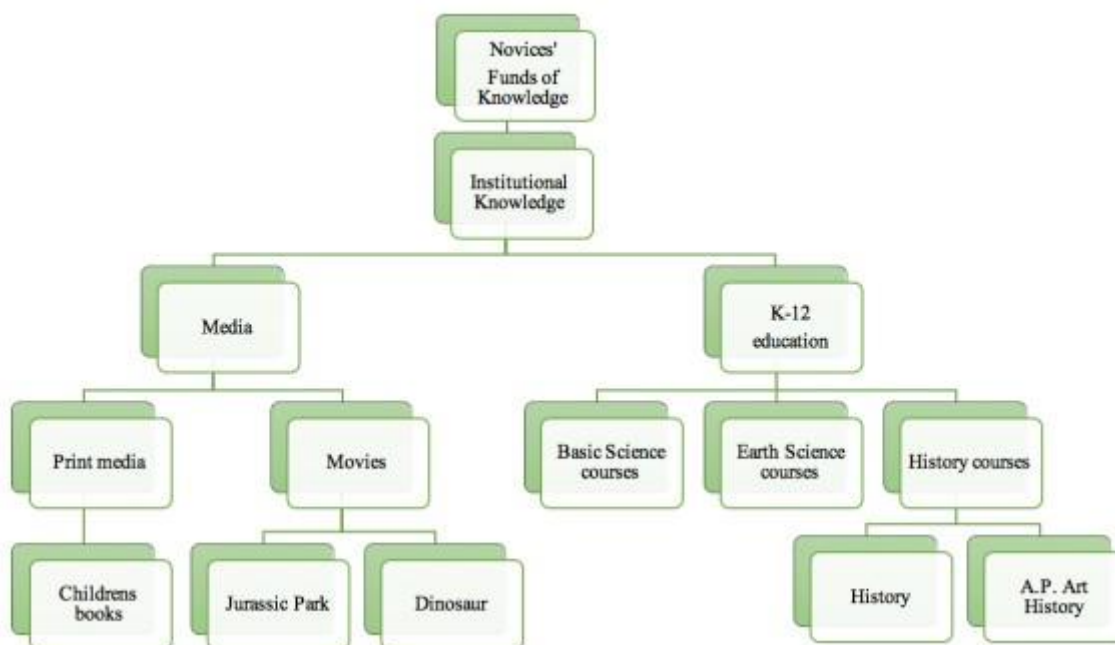 Novices'
Funds of
Knowledge
Institutional
Knowledge
Media
K-12
education
Print media
Movies
Basic Science
courses
Earth Science
courses
History courses
Childrens
books
Jurassic Park
Dinosaur
History
A.P. Art
History